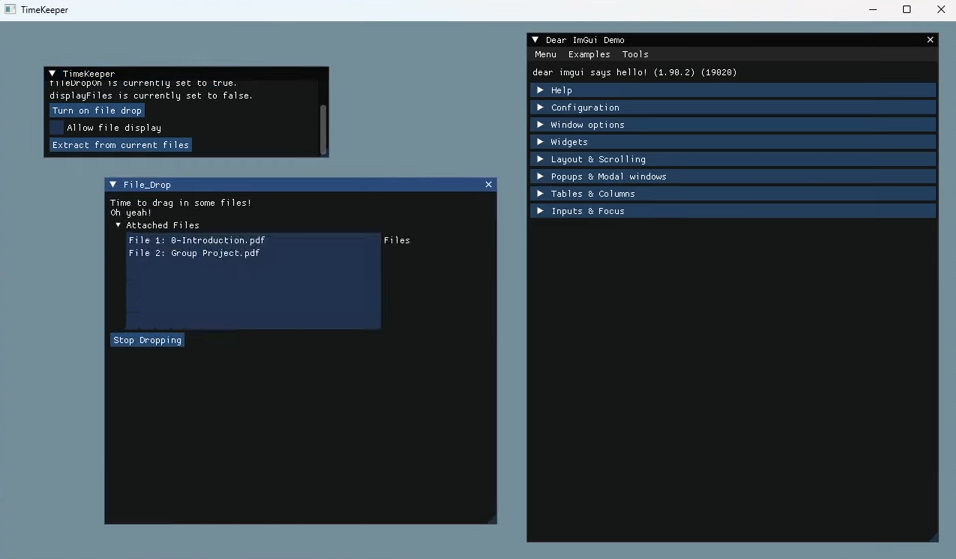 TimeKeeper
TimeKeeper
fileDropOn is currently set to true.
displayFiles is currently set to false.
Turn on file drop
Allow file display
Extract from current files
File_Drop
Time to drag in some files!
Oh yeah!
Attached Files
File 1: 0-Introduction.pdf
Files
File 2: Group Project.pdf
Stop Dropping
Dear ImGui Demo
Menu Examples Tools
dear imgui says hello! (1.90.2) (19020)
Help
Configuration
Window options
Widgets
Layout & Scrolling
Popups & Modal windows
Tables & Columns
Inputs & Focus